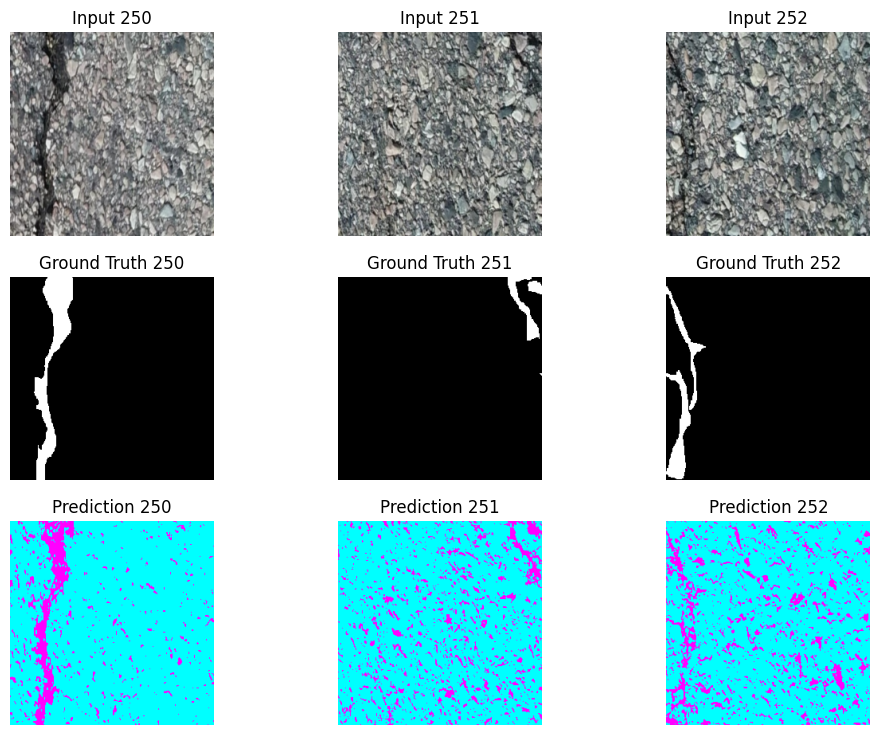 Input 250
Input 251
Input 252
Ground Truth 250
Ground Truth 251
Ground Truth 252
Prediction 250
Prediction 251
Prediction 252